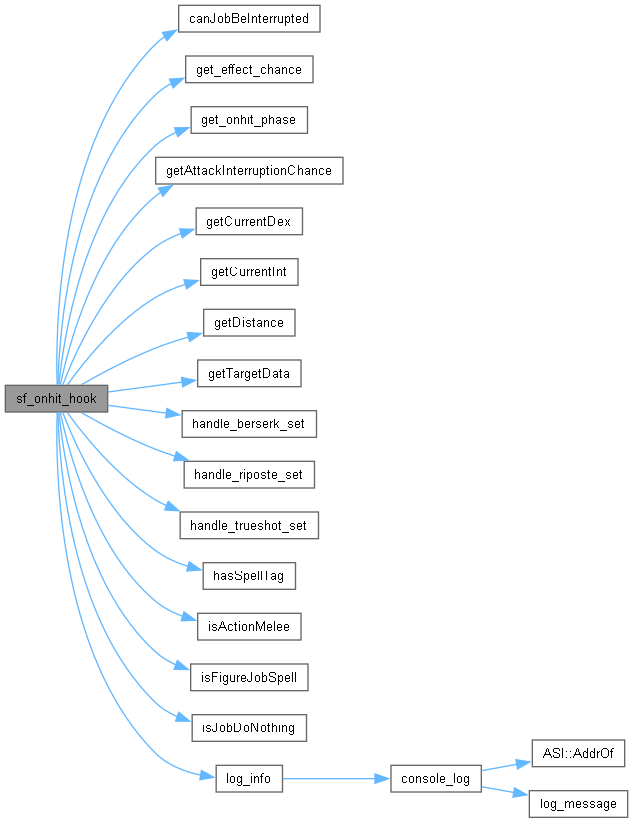 canJobBeInterrupted
get_effect_chance
get_onhit_phase
getAttackInterruptionChance
getCurrentDex
getCurrentInt
getDistance
getTargetData
sf_onhit_hook
handle_berserk_set
handle_riposte_set
handle_trueshot_set
hasSpellTag
isActionMelee
isFigureJobSpell
isJobDoNothing
ASI::AddrOf
log_info
console_log
log_message